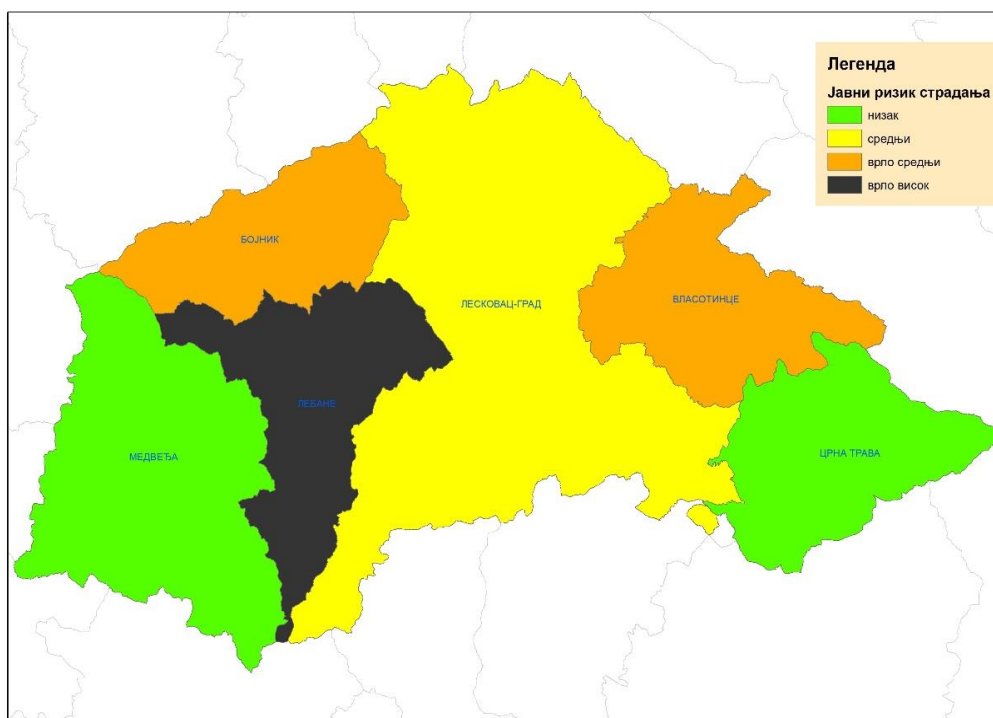 Легенда
Јавни ризик страдања
низак
средњи
врло средњи
врло висок
БОЈНИК
ЛЕСКОВАЦ-ГРАД
ВЛАСОТИНЦЕ
ЛЕБАНЕ
МЕДВЕЂА
ЦРНА ТРАВА